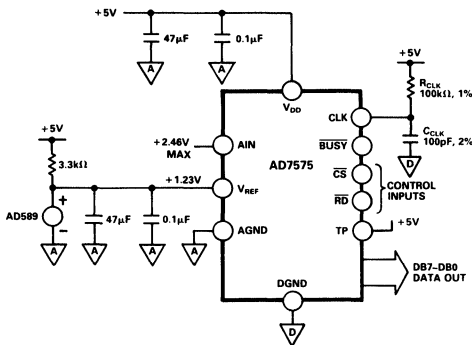 +5V
47µF
0.1µF
A
A
VDD
+5V
RCLK
100kΩ, 1%
CLK
CCLK
100pF, 2%
D
BUSY
+5V
3.3kΩ
+2.46V
MAX
AIN
AD7575
CS
CONTROL
INPUTS
RD
+1.23V
VREF
AD589
+
−
47µF
0.1µF
A
A
A
A
AGND
TP
+5V
DB7–DB0
DATA OUT
DGND
D